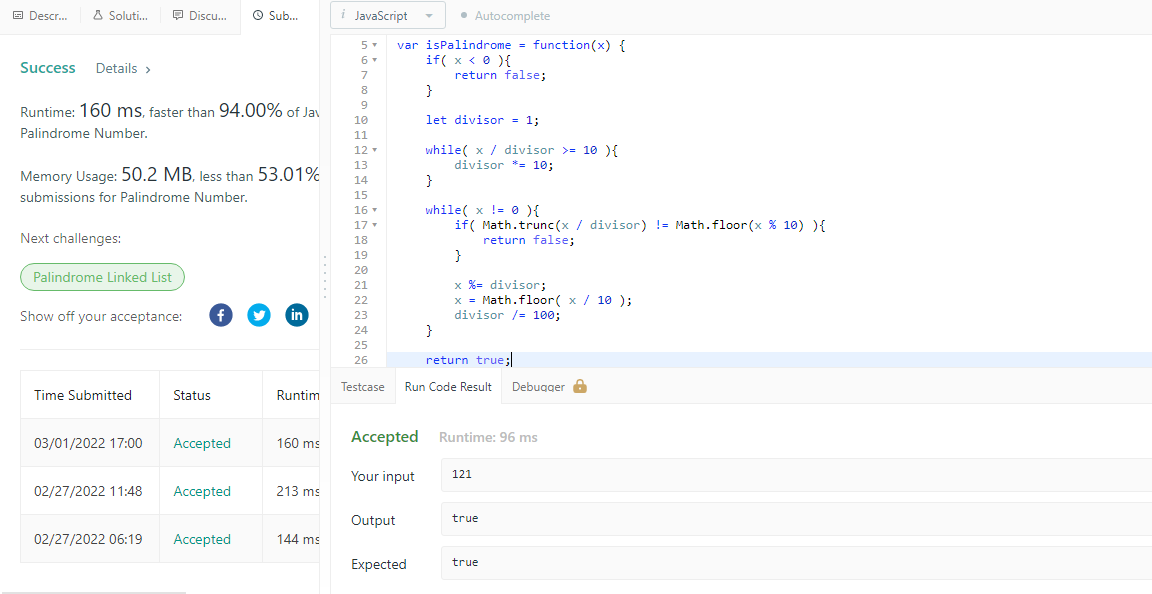 Descr...
Soluti...
Discu...
Sub...
Success
Details
Runtime: 160 ms, faster than 94.00% of Jav
Palindrome Number.
Memory Usage: 50.2 MB, less than 53.01%
submissions for Palindrome Number.
Next challenges:
Palindrome Linked List
Show off your acceptance:
Time Submitted Status Runtim
03/01/2022 17:00 Accepted 160 ms
02/27/2022 11:48 Accepted 213 ms
02/27/2022 06:19 Accepted 144 ms
i JavaScript
Autocomplete
5 var isPalindrome = function(x) {
6 if( x < 0 ){
7 return false;
8 }
9
10 let divisor = 1;
11
12 while( x / divisor >= 10 ){
13 divisor *= 10;
14 }
15
16 while( x != 0 ){
17 if( Math.trunc(x / divisor) != Math.floor(x % 10) ){
18 return false;
19 }
20
21 x %= divisor;
22 x = Math.floor( x / 10 );
23 divisor /= 100;
24 }
25
26 return true;
Testcase
Run Code Result
Debugger
Accepted Runtime: 96 ms
Your input 121
Output true
Expected true